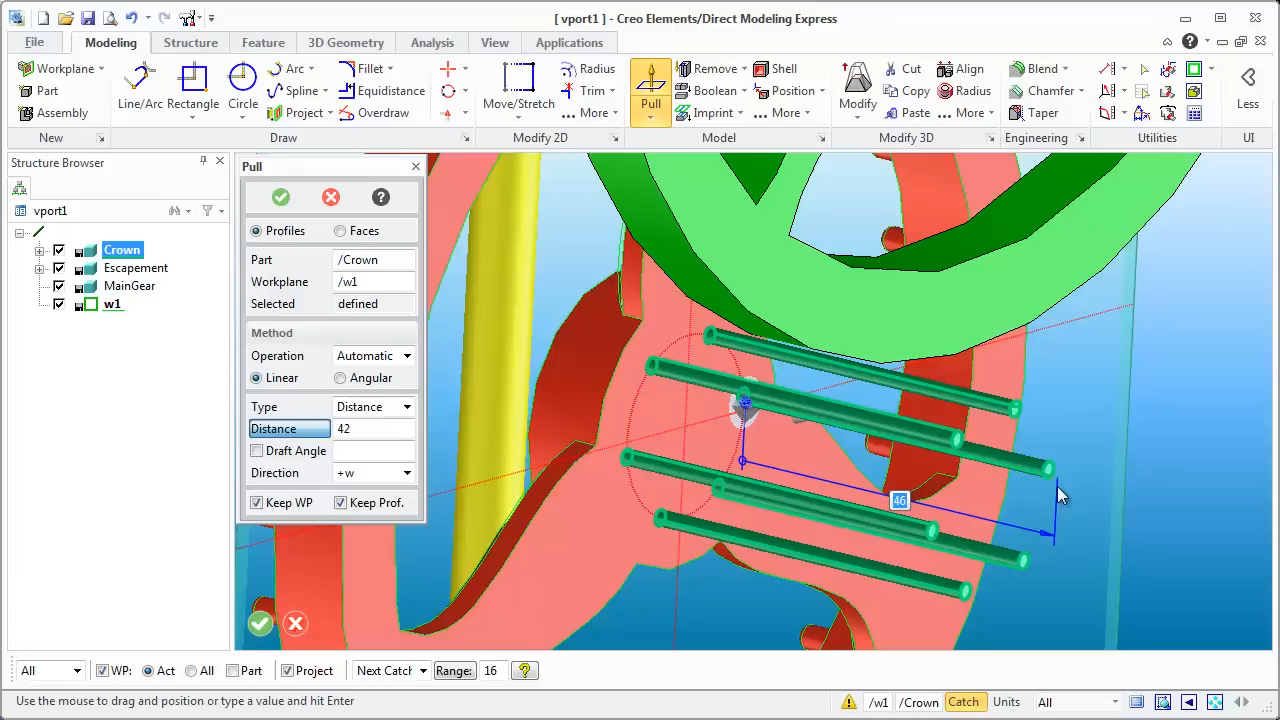 [ vport1 ] - Creo Elements/Direct Modeling Express
File Modeling Structure Feature 3D Geometry Analysis View Applications
Workplane Arc Fillet Radius Remove Shell Cut Align Blend
Part Spline Equidistance Trim Boolean Position Copy Radius Chamfer
Assembly Line/Arc Rectangle Circle Project Overdraw Move/Stretch More Pull Imprint More Modify Paste More Taper Less
New Draw Modify 2D Model Modify 3D Engineering Utilities UI
Structure Browser
vport1
Crown
Escapement
MainGear
w1
Pull
Profiles Faces
Part /Crown
Workplane /w1
Selected defined
Method
Operation Automatic
Linear Angular
Type Distance
Distance 42
Draft Angle
Direction +w
Keep WP Keep Prof.
46
All WP: Act All Part Project Next Catch Range: 16
Use the mouse to drag and position or type a value and hit Enter
/w1 /Crown Catch Units All